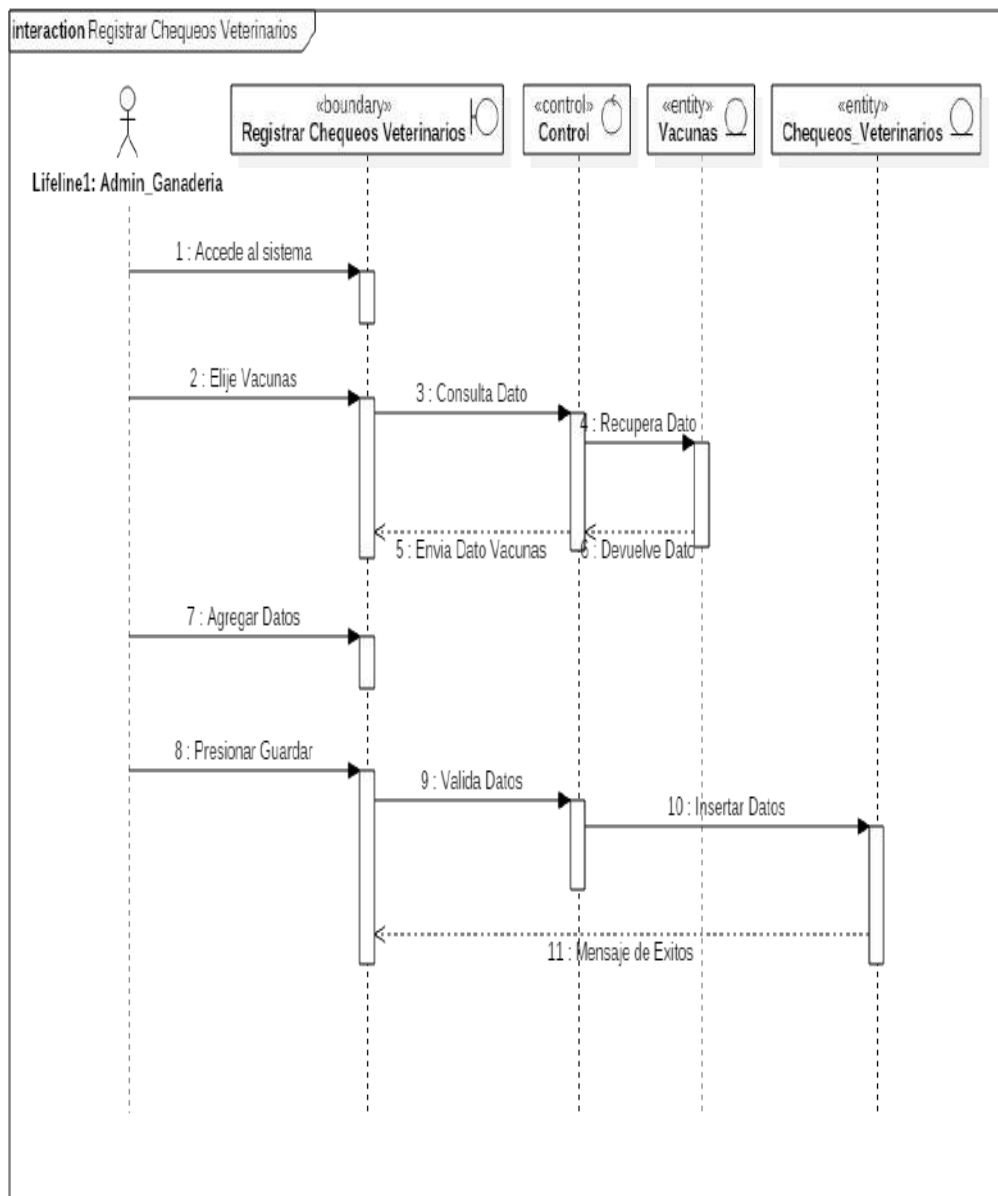 interaction Registrar Chequeos Veterinarios
«boundary»
Registrar Chequeos Veterinarios
«control»
Control
«entity»
Vacunas
«entity»
Chequeos_Veterinarios
Lifeline1: Admin_Ganaderia
1 : Accede al sistema
2 : Elije Vacunas
3 : Consulta Dato
4 : Recupera Dato
5 : Envia Dato Vacunas
6 : Devuelve Dato
7 : Agregar Datos
8 : Presionar Guardar
9 : Valida Datos
10 : Insertar Datos
11 : Mensaje de Exitos